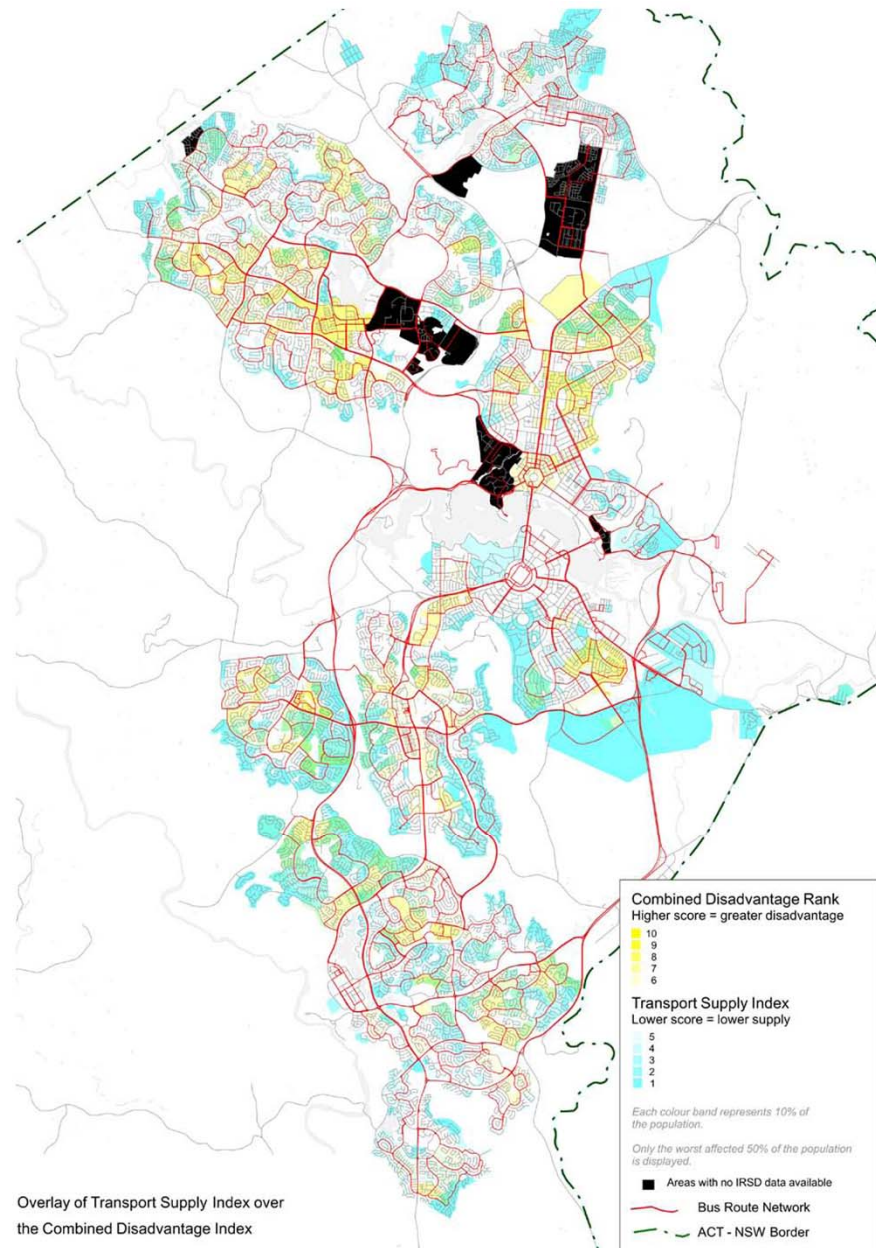 Combined Disadvantage Rank
Higher score = greater disadvantage
10
9
8
7
6
Transport Supply Index
Lower score = lower supply
5
4
3
2
1
Each colour band represents 10% of
the population.
Only the worst affected 50% of the population
is displayed.
Areas with no IRSD data available
Bus Route Network
ACT - NSW Border
Overlay of Transport Supply Index over
the Combined Disadvantage Index